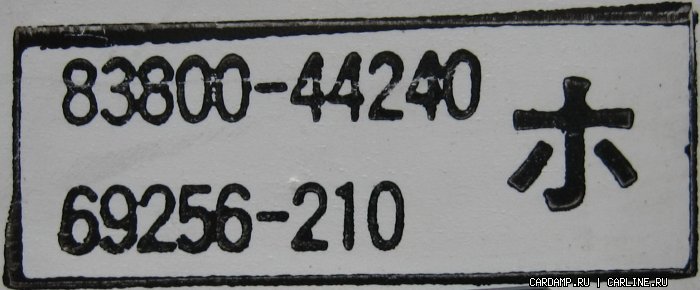 83800-44240
69256-210
ホ
CARDAMP.RU | CARLINE.RU